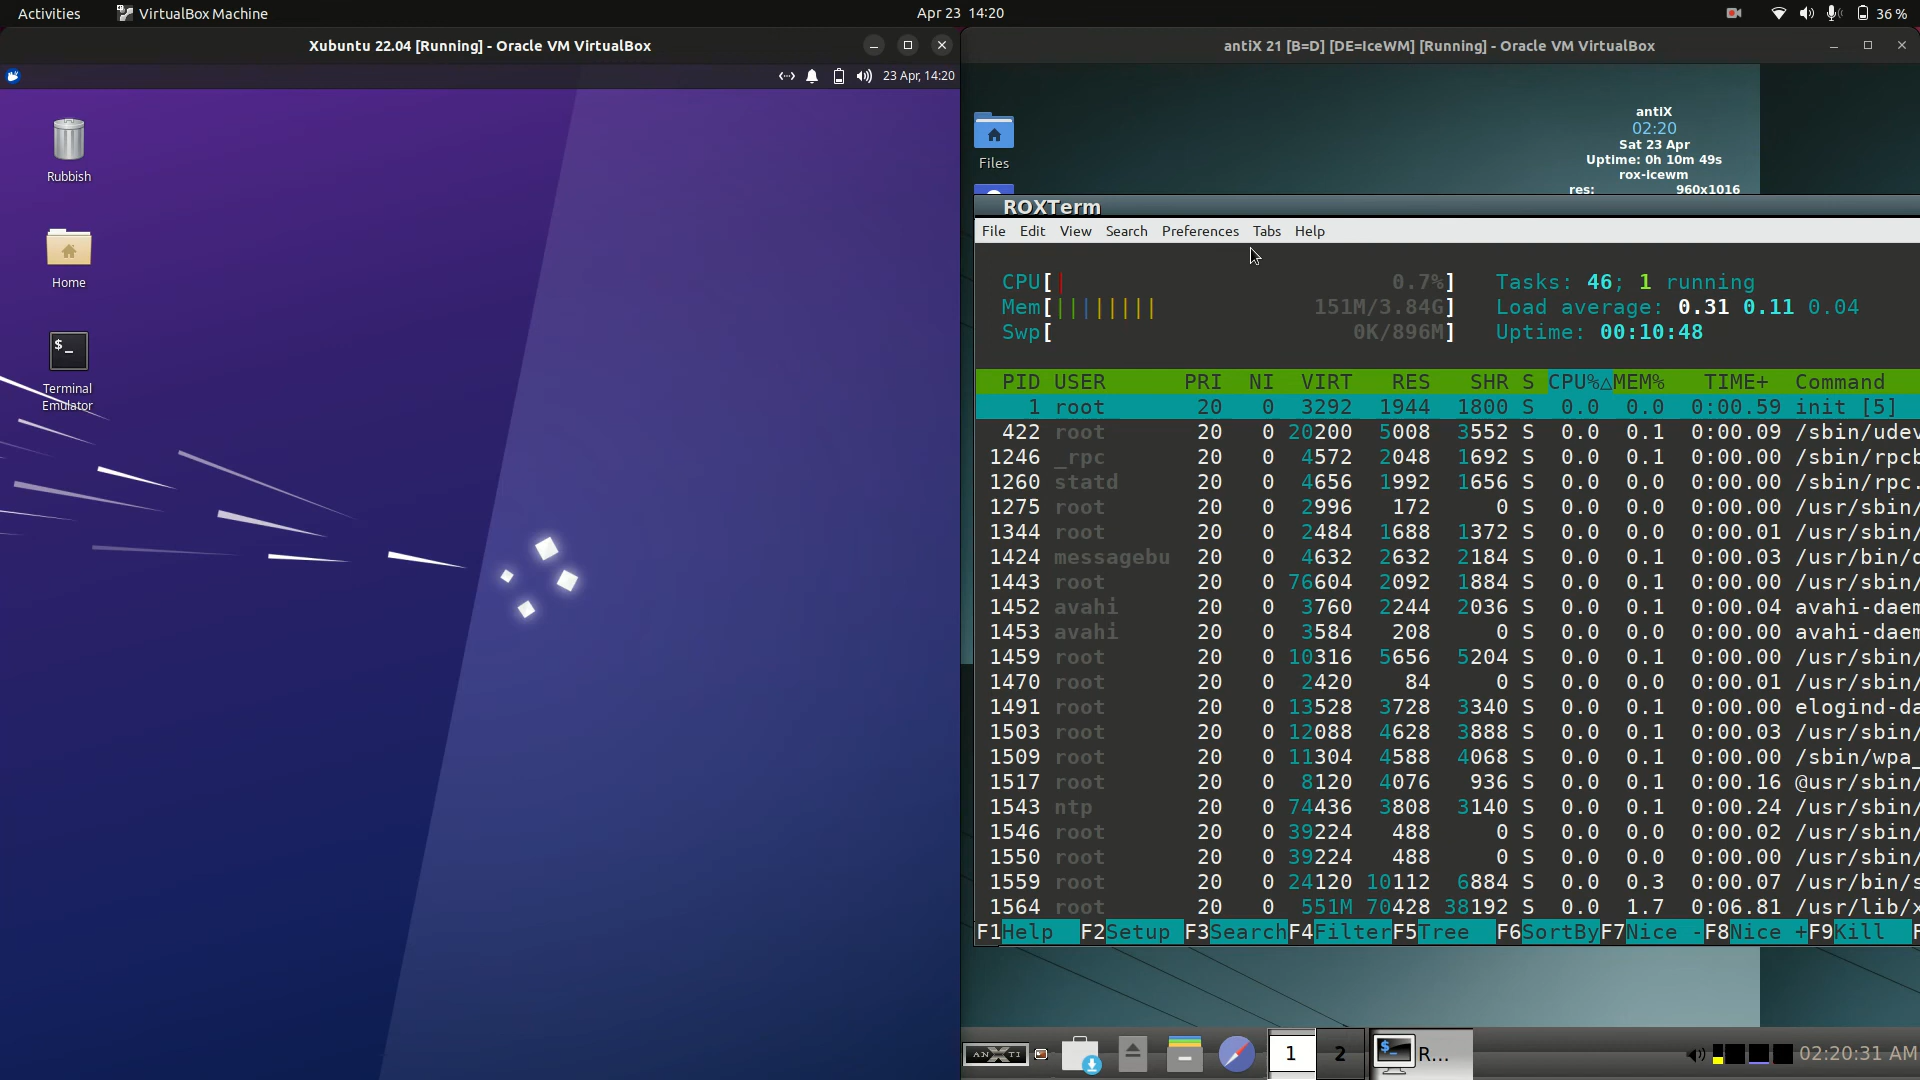 Activities VirtualBox Machine Apr 23 14:20 36 %
Xubuntu 22.04 [Running] - Oracle VM VirtualBox
23 Apr, 14:20
Rubbish
Home
$_
Terminal
Emulator
antiX 21 [B=D] [DE=IceWM] [Running] - Oracle VM VirtualBox
Files
antiX
02:20
Sat 23 Apr
Uptime: 0h 10m 49s
rox-icewm
res: 960x1016
ROXTerm
File Edit View Search Preferences Tabs Help
CPU[| 0.7%] Tasks: 46; 1 running
Mem[|||||||| 151M/3.84G] Load average: 0.31 0.11 0.04
Swp[ 0K/896M] Uptime: 00:10:48
PID USER PRI NI VIRT RES SHR S CPU%△MEM% TIME+ Command
1 root 20 0 3292 1944 1800 S 0.0 0.0 0:00.59 init [5]
422 root 20 0 20200 5008 3552 S 0.0 0.1 0:00.09 /sbin/udev
1246 _rpc 20 0 4572 2048 1692 S 0.0 0.1 0:00.00 /sbin/rpcb
1260 statd 20 0 4656 1992 1656 S 0.0 0.0 0:00.00 /sbin/rpc.
1275 root 20 0 2996 172 0 S 0.0 0.0 0:00.00 /usr/sbin/
1344 root 20 0 2484 1688 1372 S 0.0 0.0 0:00.01 /usr/sbin/
1424 messagebu 20 0 4632 2632 2184 S 0.0 0.1 0:00.03 /usr/bin/d
1443 root 20 0 76604 2092 1884 S 0.0 0.1 0:00.00 /usr/sbin/
1452 avahi 20 0 3760 2244 2036 S 0.0 0.1 0:00.04 avahi-daem
1453 avahi 20 0 3584 208 0 S 0.0 0.0 0:00.00 avahi-daem
1459 root 20 0 10316 5656 5204 S 0.0 0.1 0:00.00 /usr/sbin/
1470 root 20 0 2420 84 0 S 0.0 0.0 0:00.01 /usr/sbin/
1491 root 20 0 13528 3728 3340 S 0.0 0.1 0:00.00 elogind-da
1503 root 20 0 12088 4628 3888 S 0.0 0.1 0:00.03 /usr/sbin/
1509 root 20 0 11304 4588 4068 S 0.0 0.1 0:00.00 /sbin/wpa_
1517 root 20 0 8120 4076 936 S 0.0 0.1 0:00.16 @usr/sbin/
1543 ntp 20 0 74436 3808 3140 S 0.0 0.1 0:00.24 /usr/sbin/
1546 root 20 0 39224 488 0 S 0.0 0.0 0:00.02 /usr/sbin/
1550 root 20 0 39224 488 0 S 0.0 0.0 0:00.00 /usr/sbin/
1559 root 20 0 24120 10112 6884 S 0.0 0.3 0:00.07 /usr/bin/s
1564 root 20 0 551M 70428 38192 S 0.0 1.7 0:06.81 /usr/lib/x
F1Help F2Setup F3SearchF4FilterF5Tree F6SortByF7Nice -F8Nice +F9Kill F
ANXTI 1 2 $_ R... 02:20:31 AM